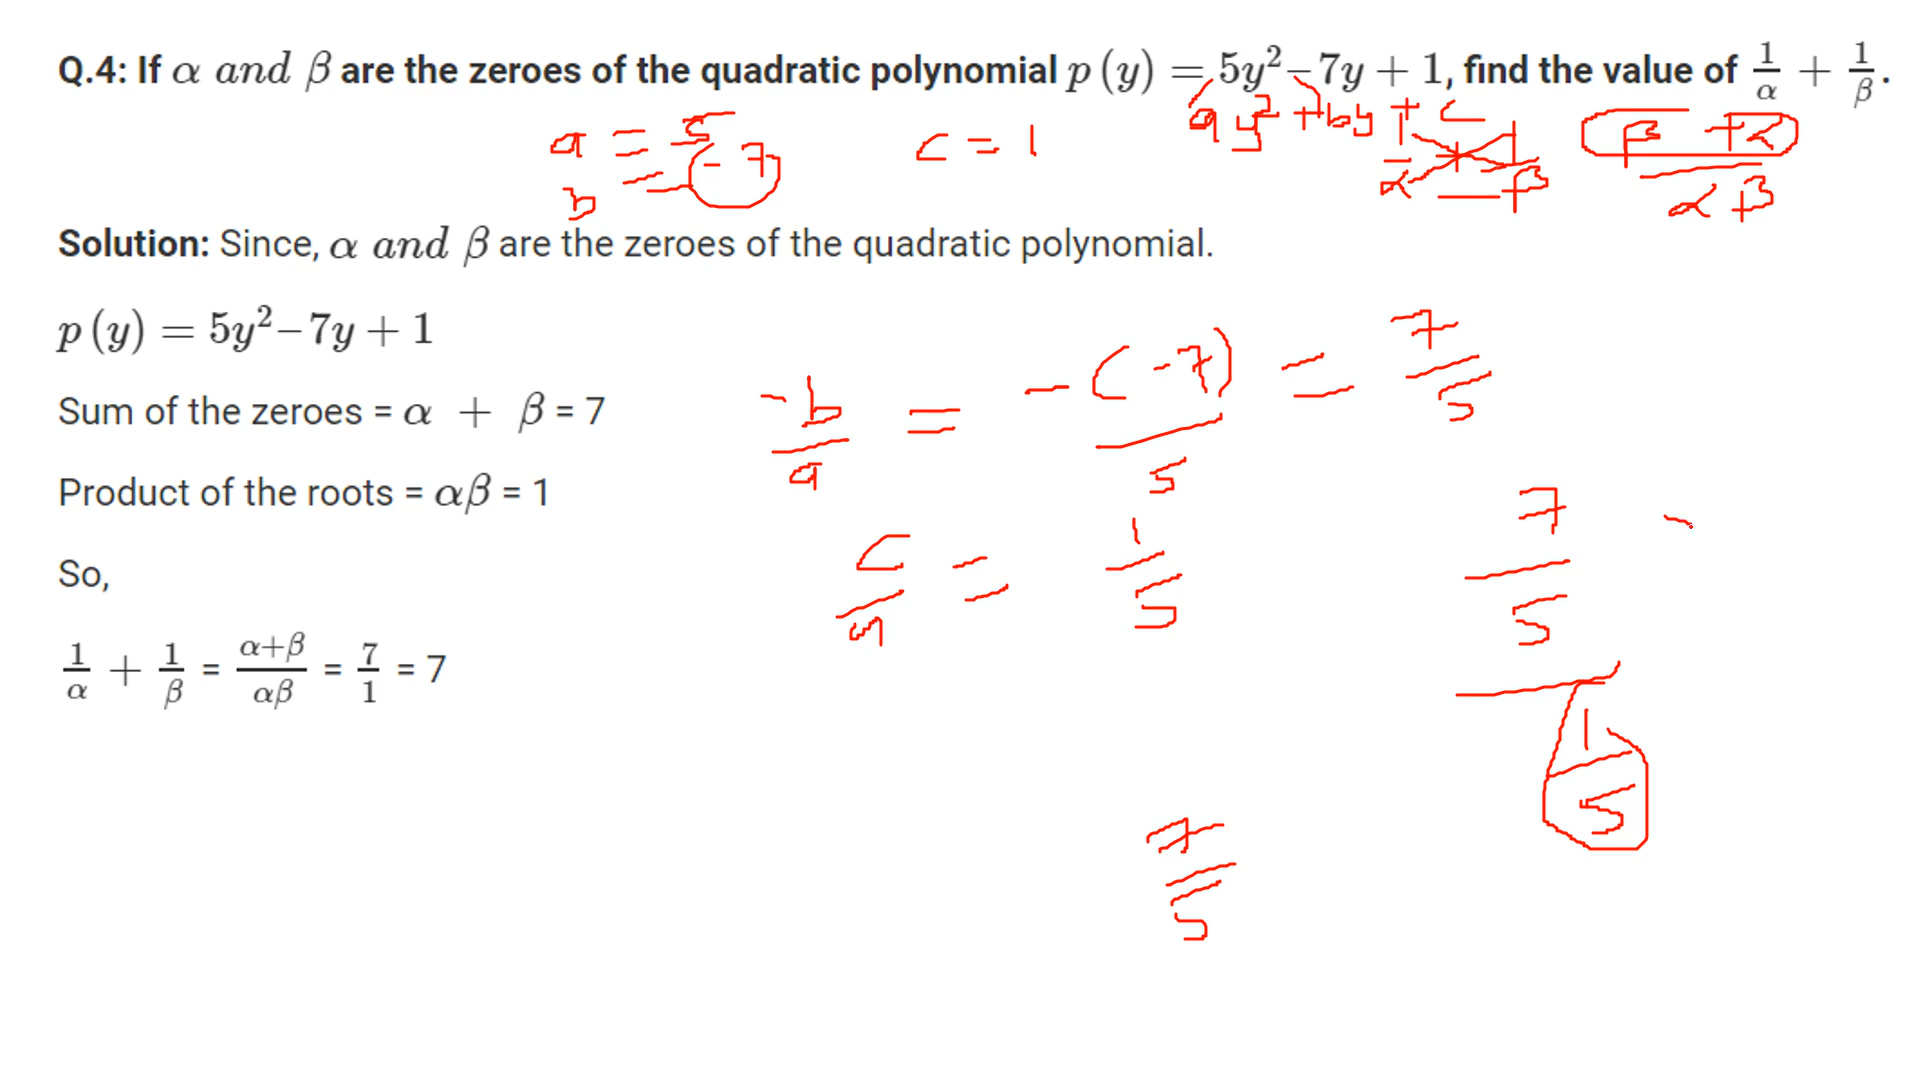 Q.4: If α and β are the zeroes of the quadratic polynomial p (y) = 5y² – 7y + 1, find the value of 1/α + 1/β.
ay² + by + c
a = 5
c = 1
b = (-7)
1/α + 1/β
β + α / αβ
Solution: Since, α and β are the zeroes of the quadratic polynomial.
p (y) = 5y² – 7y + 1
Sum of the zeroes = α + β = 7
-b/a = -(-7)/5 = 7/5
Product of the roots = αβ = 1
c/a = 1/5
7/5 / 1/5
So,
1/α + 1/β = α+β/αβ = 7/1 = 7
7/5